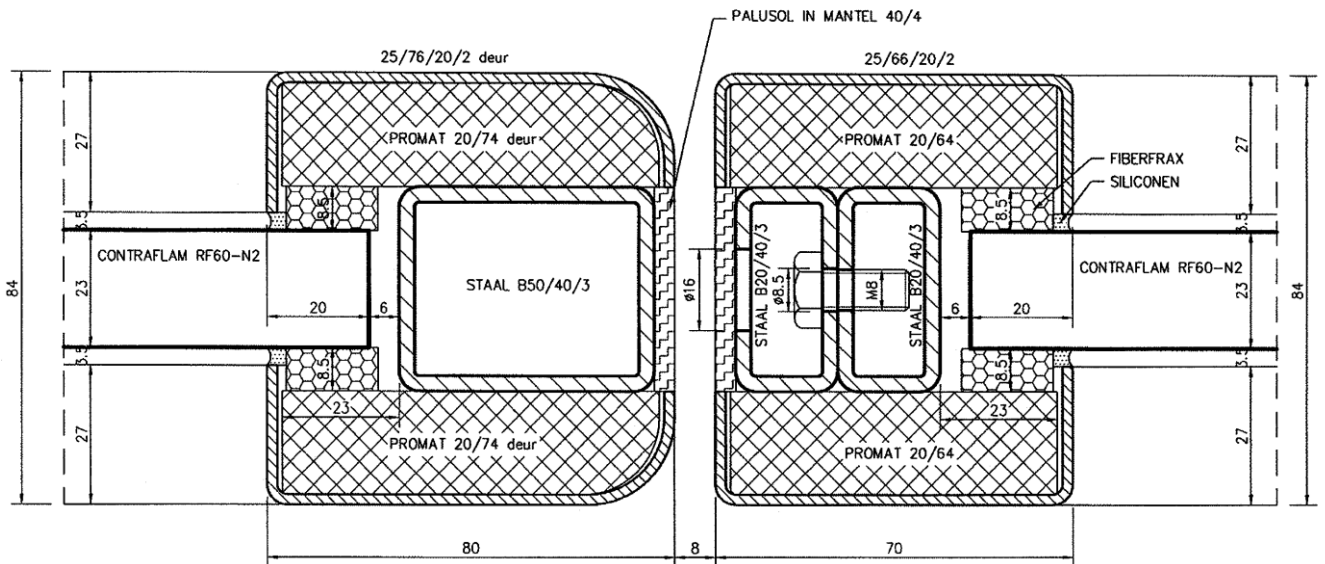 PALUSOL IN MANTEL 40/4
25/76/20/2 deur
25/66/20/2
PROMAT 20/74 deur
PROMAT 20/64
FIBERFRAX
SILICONEN
27
27
8.5
8.5
3.5
3.5
CONTRAFLAM RF60-N2
STAAL B50/40/3
STAAL B20/40/3
STAAL B20/40/3
CONTRAFLAM RF60-N2
84
23
20
6
ø16
ø8.5
M8
6
20
23
84
3.5
3.5
8.5
8.5
23
23
27
27
PROMAT 20/74 deur
PROMAT 20/64
80
8
70